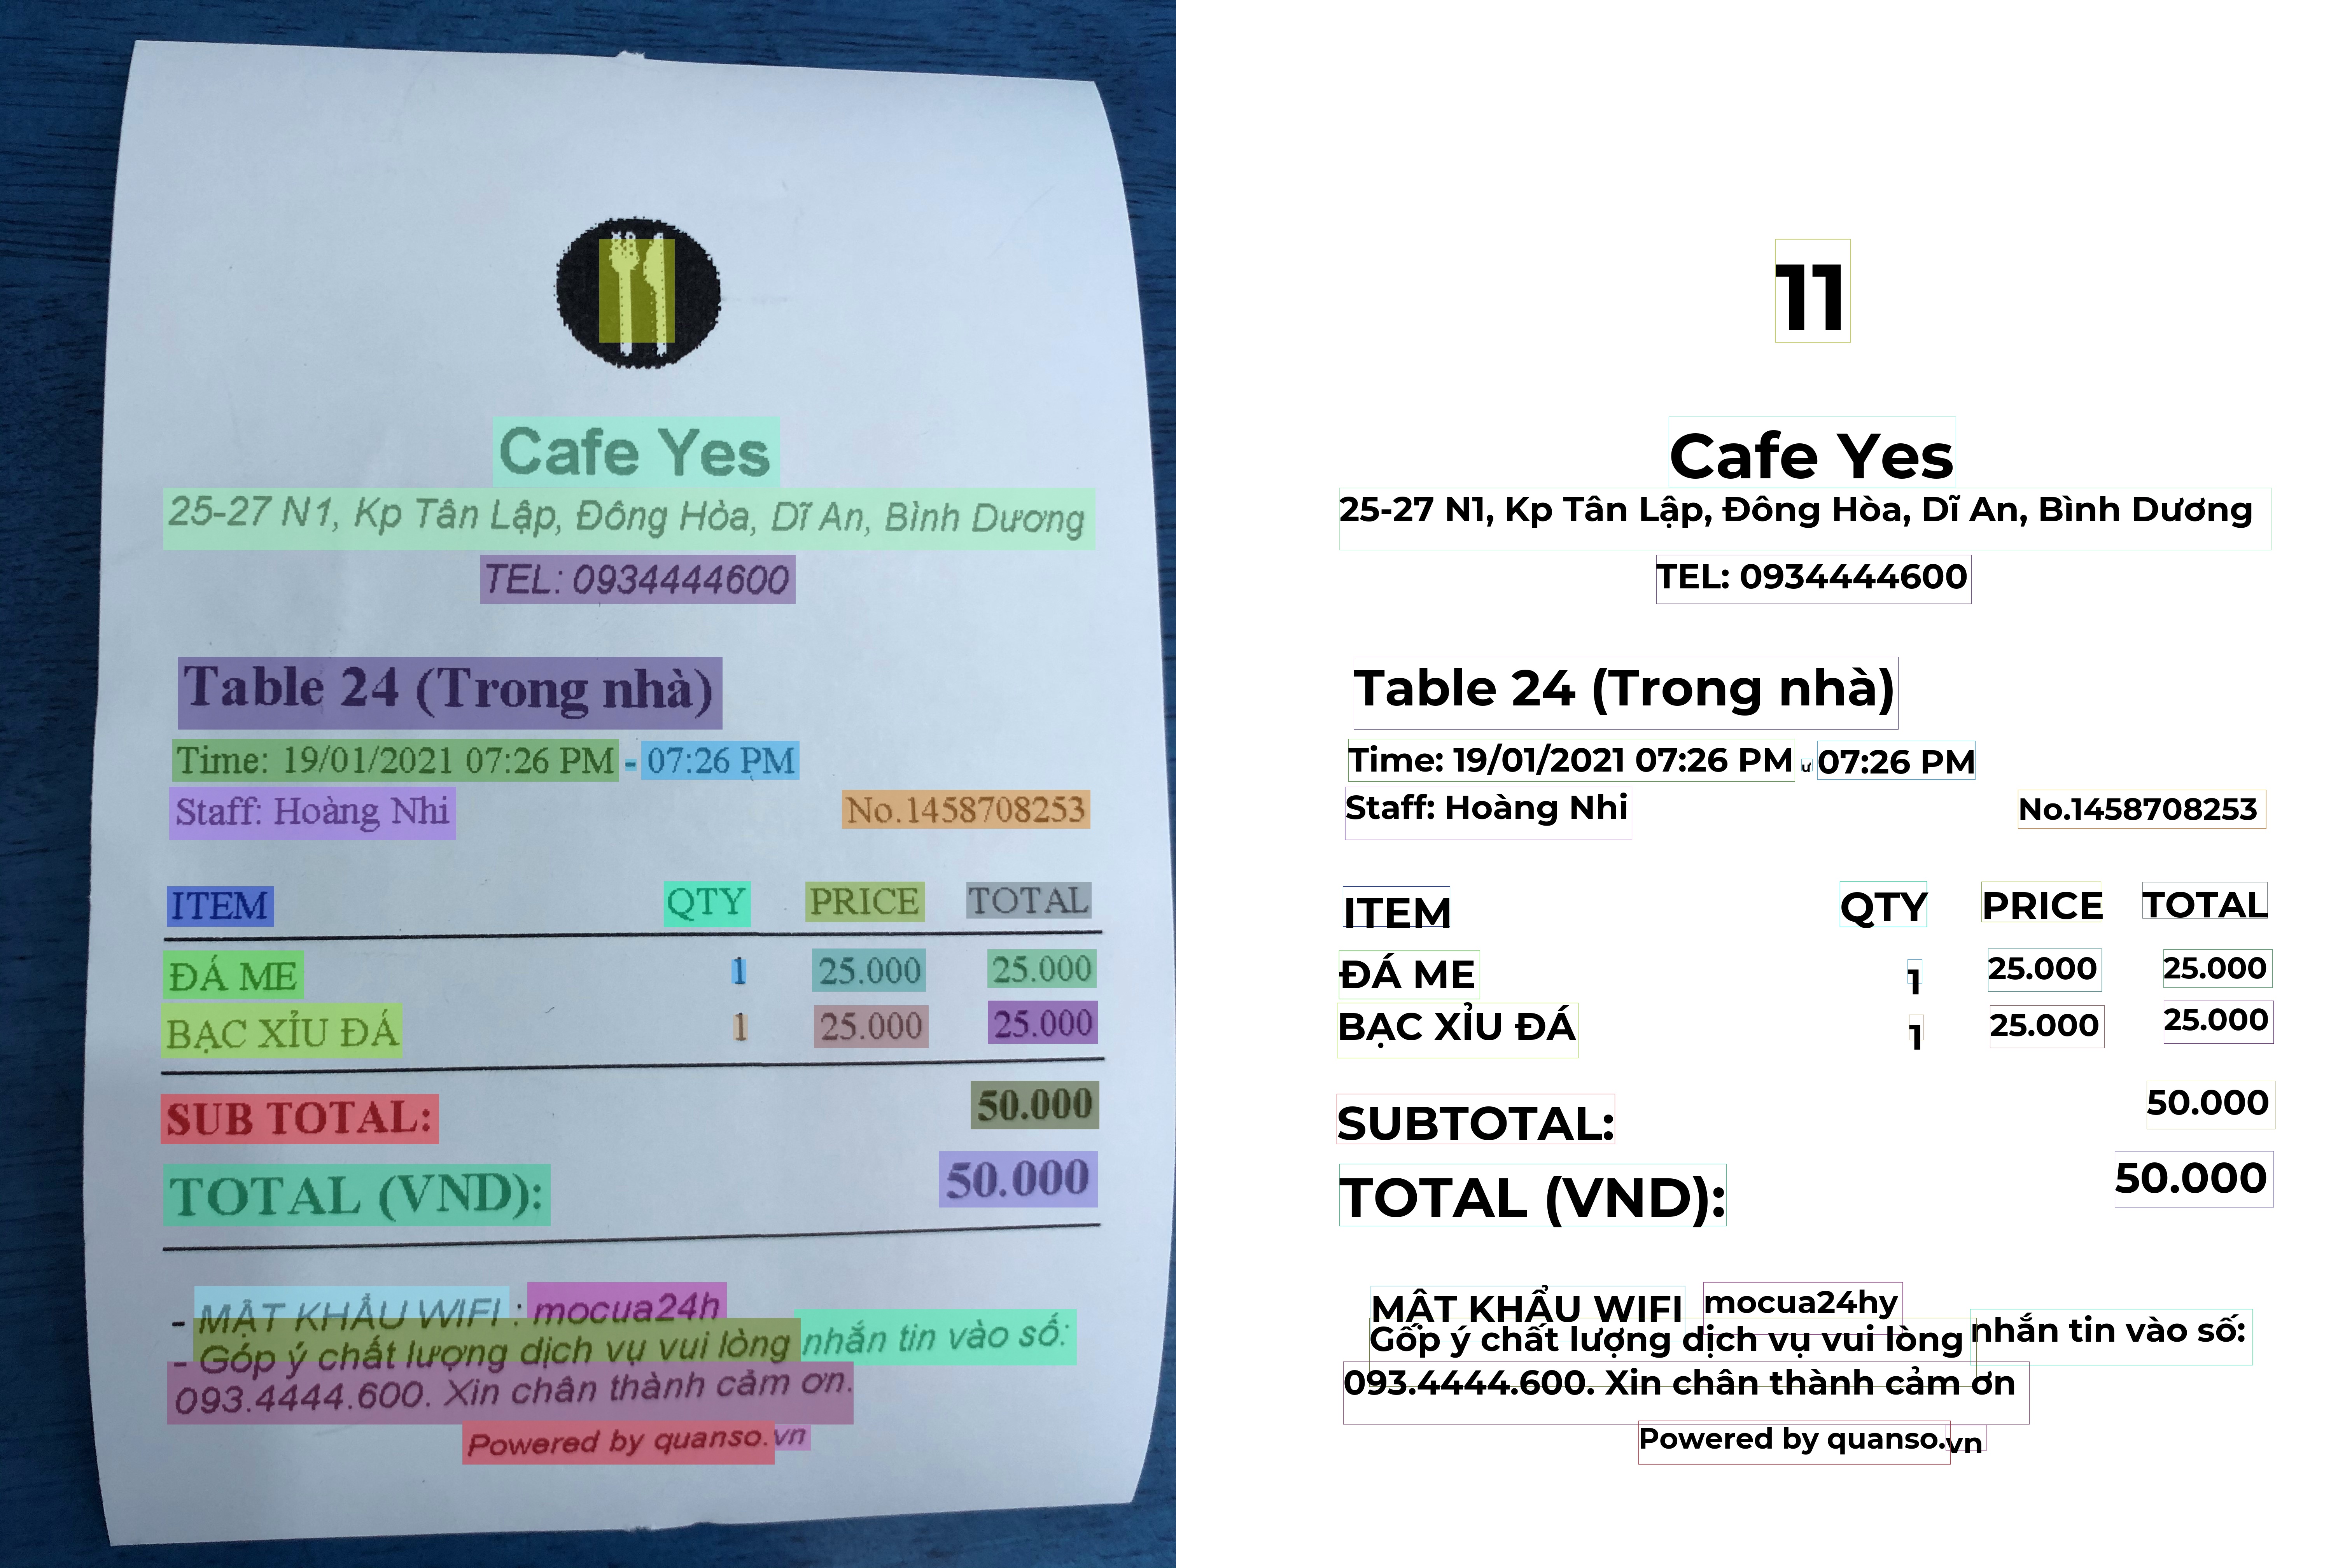 Cafe Yes
25-27 N1, Kp Tân Lập, Đông Hòa, Dĩ An, Bình Dương
TEL: 0934444600
Table 24 (Trong nhà)
Time: 19/01/2021 07:26 PM - 07:26 PM
Staff: Hoàng Nhi No.1458708253
ITEM QTY PRICE TOTAL
ĐÁ ME 1 25.000 25.000
BẠC XỈU ĐÁ 1 25.000 25.000
SUB TOTAL: 50.000
TOTAL (VND): 50.000
- MẬT KHẨU WIFI : mocua24h
- Góp ý chất lượng dịch vụ vui lòng nhắn tin vào số:
093.4444.600. Xin chân thành cảm ơn.
Powered by quanso.vn
11
Cafe Yes
25-27 N1, Kp Tân Lập, Đông Hòa, Dĩ An, Bình Dương
TEL: 0934444600
Table 24 (Trong nhà)
Time: 19/01/2021 07:26 PM ư 07:26 PM
Staff: Hoàng Nhi No.1458708253
ITEM QTY PRICE TOTAL
ĐÁ ME 1 25.000 25.000
BẠC XỈU ĐÁ 1 25.000 25.000
SUBTOTAL: 50.000
TOTAL (VND): 50.000
MẬT KHẨU WIFI mocua24hy
Gốp ý chất lượng dịch vụ vui lòng nhắn tin vào số:
093.4444.600. Xin chân thành cảm ơn
Powered by quanso.vn